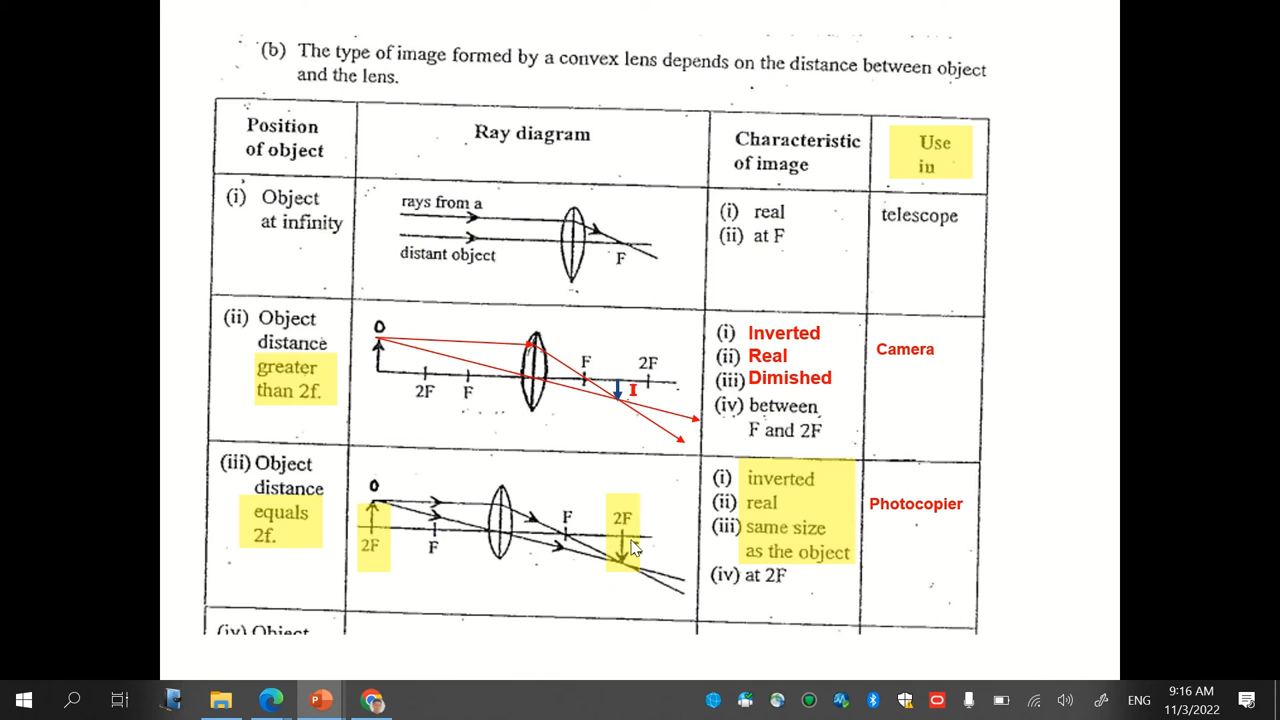 (b) The type of image formed by a convex lens depends on the distance between object
and the lens.
Position
of object
Ray diagram
Characteristic
of image
Use
in
(i) Object
at infinity
rays from a
distant object
F
(i) real
(ii) at F
telescope
(ii) Object
distance
greater
than 2f.
O
2F
F
F
2F
I
(i) Inverted
(ii) Real
(iii) Dimished
(iv) between
F and 2F
Camera
(iii) Object
distance
equals
2f.
O
2F
F
F
2F
(i) inverted
(ii) real
(iii) same size
as the object
(iv) at 2F
Photocopier
(iv) Object
ENG
9:16 AM
11/3/2022